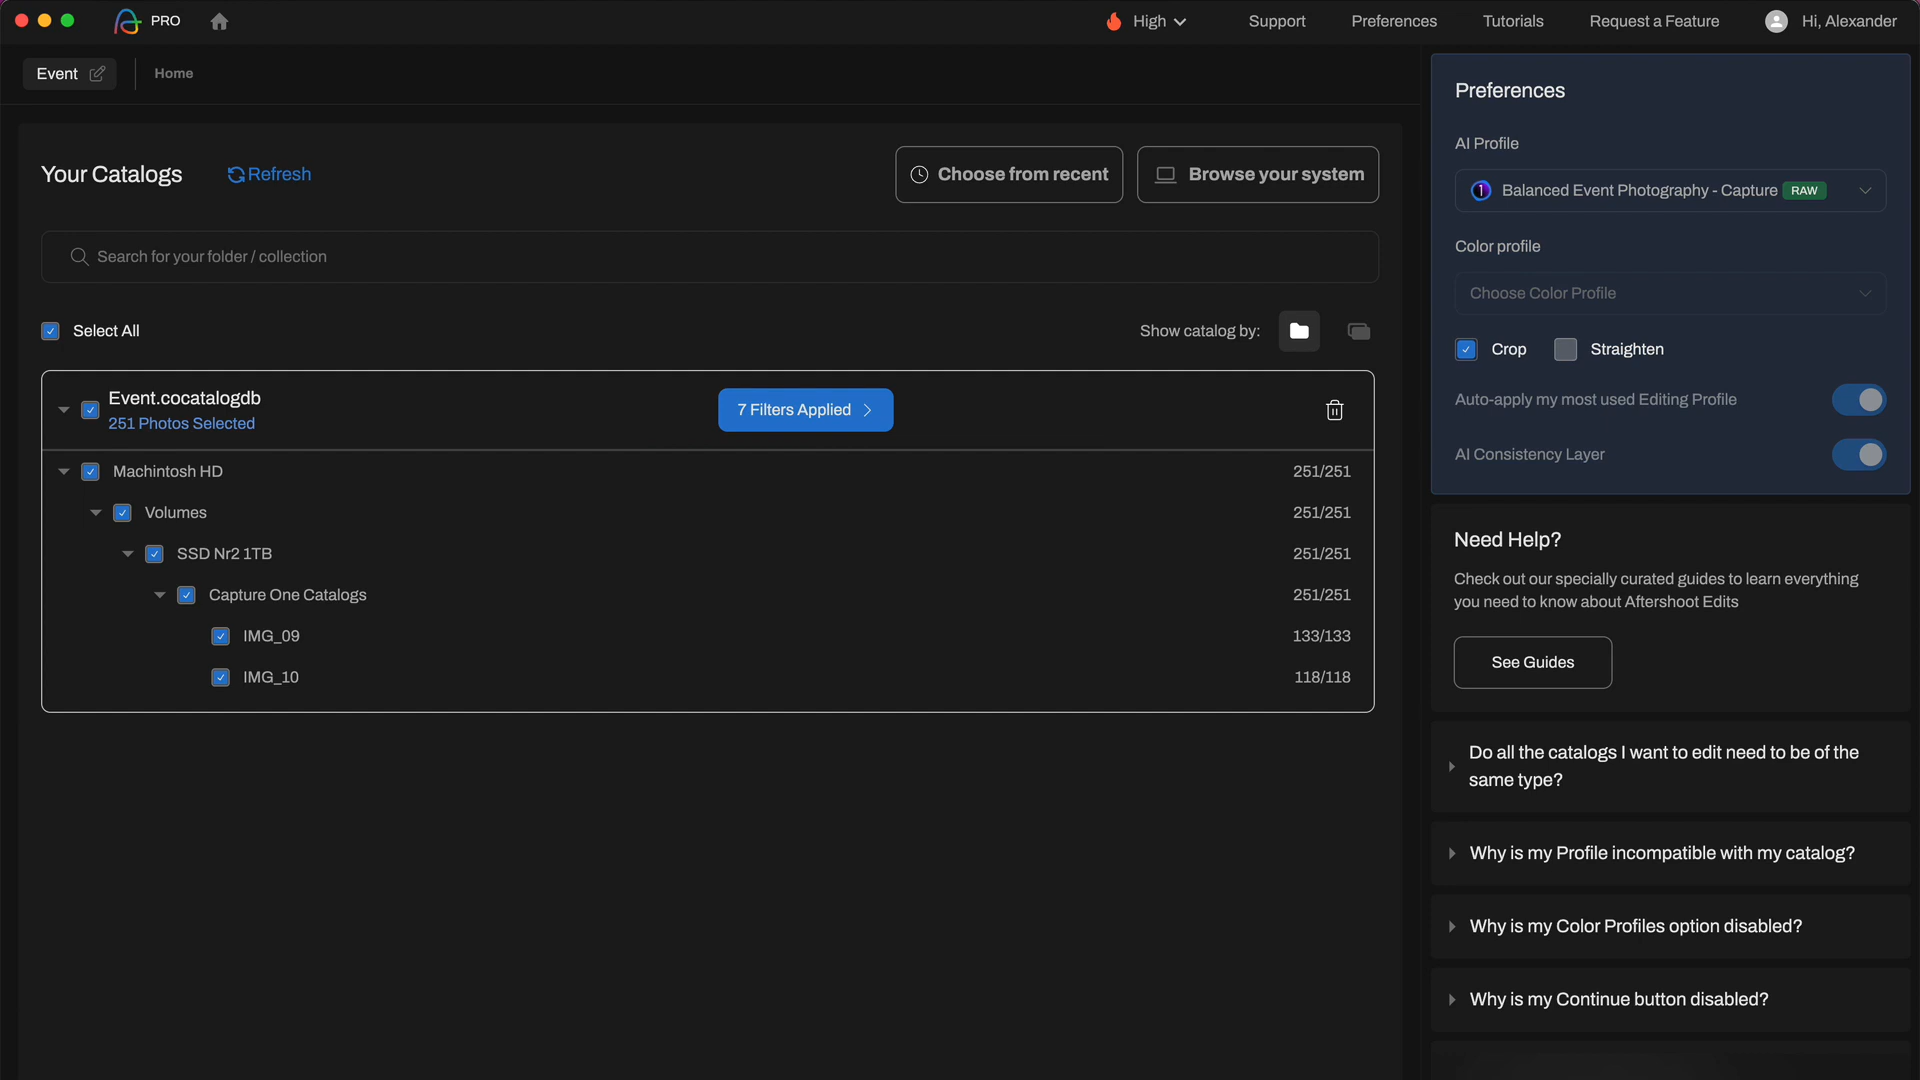 PRO
High
Support
Preferences
Tutorials
Request a Feature
Hi, Alexander
Event
Home
Your Catalogs
Refresh
Choose from recent
Browse your system
Search for your folder / collection
Select All
Show catalog by:
Event.cocatalogdb
251 Photos Selected
7 Filters Applied
Machintosh HD
251/251
Volumes
251/251
SSD Nr2 1TB
251/251
Capture One Catalogs
251/251
IMG_09
133/133
IMG_10
118/118
Preferences
AI Profile
1 Balanced Event Photography - Capture RAW
Color profile
Choose Color Profile
Crop
Straighten
Auto-apply my most used Editing Profile
AI Consistency Layer
Need Help?
Check out our specially curated guides to learn everything
you need to know about Aftershoot Edits
See Guides
Do all the catalogs I want to edit need to be of the
same type?
Why is my Profile incompatible with my catalog?
Why is my Color Profiles option disabled?
Why is my Continue button disabled?